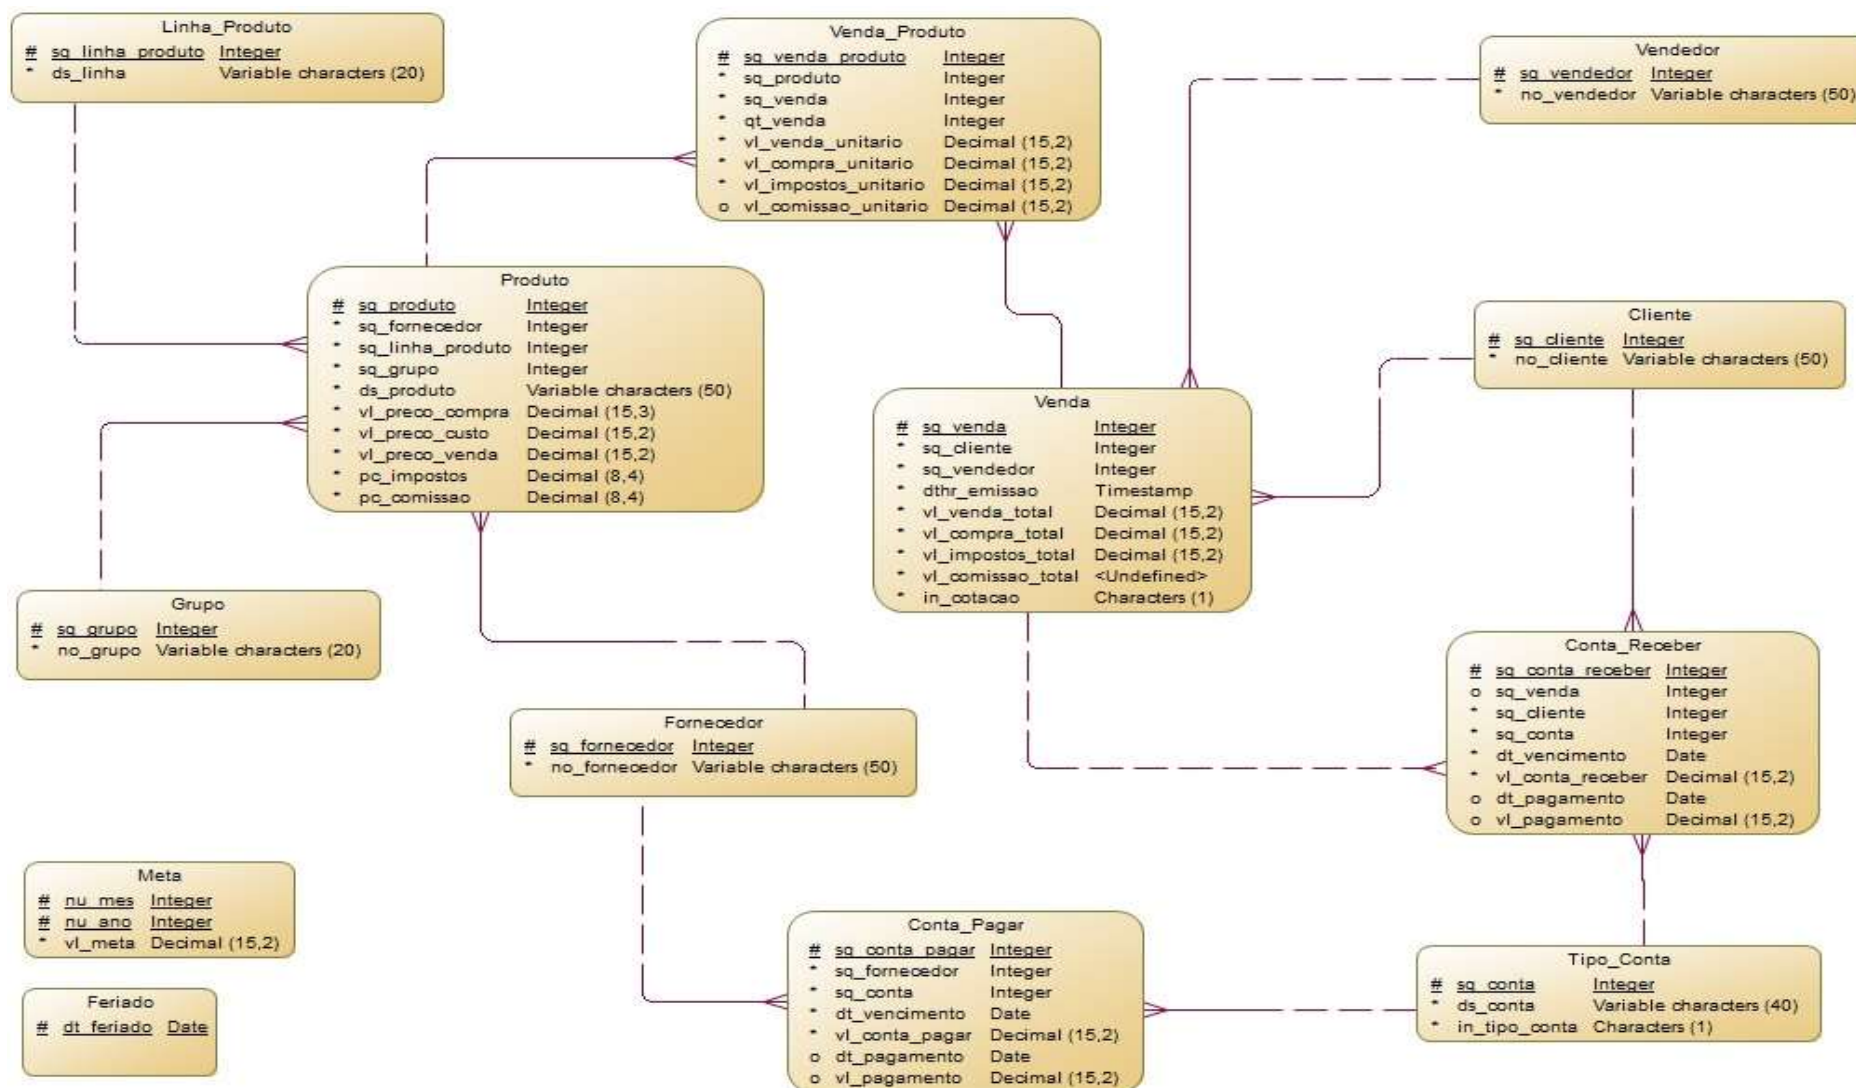 Linha_Produto
# sq_linha_produto Integer
* ds_linha Variable characters (20)
Venda_Produto
# sq_venda_produto Integer
* sq_produto Integer
* sq_venda Integer
* qt_venda Integer
* vl_venda_unitario Decimal (15,2)
* vl_compra_unitario Decimal (15,2)
* vl_impostos_unitario Decimal (15,2)
o vl_comissao_unitario Decimal (15,2)
Vendedor
# sq_vendedor Integer
* no_vendedor Variable characters (50)
Produto
# sq_produto Integer
* sq_fornecedor Integer
* sq_linha_produto Integer
* sq_grupo Integer
* ds_produto Variable characters (50)
* vl_preco_compra Decimal (15,3)
* vl_preco_custo Decimal (15,2)
* vl_preco_venda Decimal (15,2)
* pc_impostos Decimal (8,4)
* pc_comissao Decimal (8,4)
Cliente
# sq_cliente Integer
* no_cliente Variable characters (50)
Venda
# sq_venda Integer
* sq_cliente Integer
* sq_vendedor Integer
* dthr_emissao Timestamp
* vl_venda_total Decimal (15,2)
* vl_compra_total Decimal (15,2)
* vl_impostos_total Decimal (15,2)
* vl_comissao_total <Undefined>
* in_cotacao Characters (1)
Grupo
# sq_grupo Integer
* no_grupo Variable characters (20)
Conta_Receber
# sq_conta_receber Integer
o sq_venda Integer
* sq_cliente Integer
* sq_conta Integer
* dt_vencimento Date
* vl_conta_receber Decimal (15,2)
o dt_pagamento Date
o vl_pagamento Decimal (15,2)
Fornecedor
# sq_fornecedor Integer
* no_fornecedor Variable characters (50)
Meta
# nu_mes Integer
# nu_ano Integer
* vl_meta Decimal (15,2)
Conta_Pagar
# sq_conta_pagar Integer
* sq_fornecedor Integer
* sq_conta Integer
* dt_vencimento Date
* vl_conta_pagar Decimal (15,2)
o dt_pagamento Date
o vl_pagamento Decimal (15,2)
Tipo_Conta
# sq_conta Integer
* ds_conta Variable characters (40)
* in_tipo_conta Characters (1)
Feriado
# dt_feriado Date